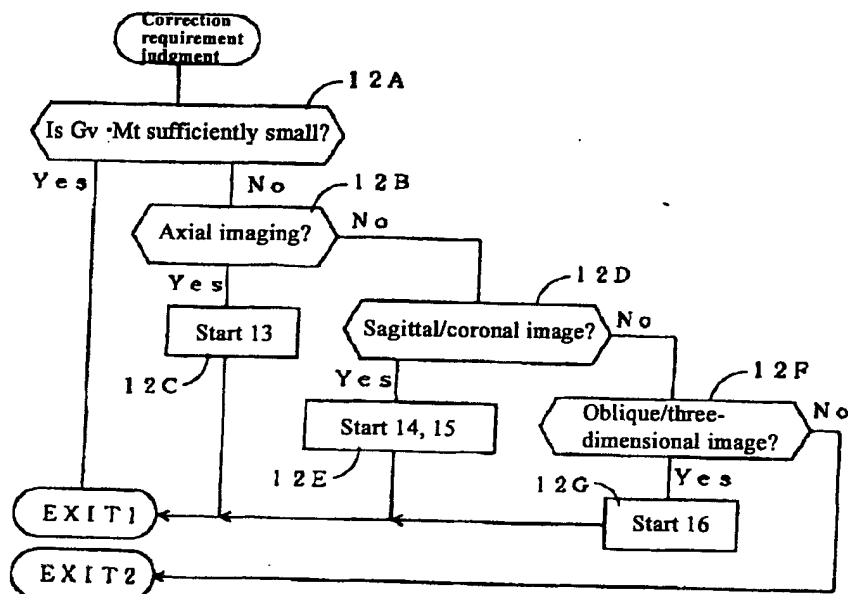 Correction
requirement
judgment
12A
Is Gv·Mt sufficiently small?
Yes
No
12B
Axial imaging?
No
Yes
12D
Start 13
Sagittal/coronal image?
No
12C
Yes
12F
Start 14, 15
Oblique/three-
dimensional image?
No
12E
Yes
12G
EXIT1
Start 16
EXIT2